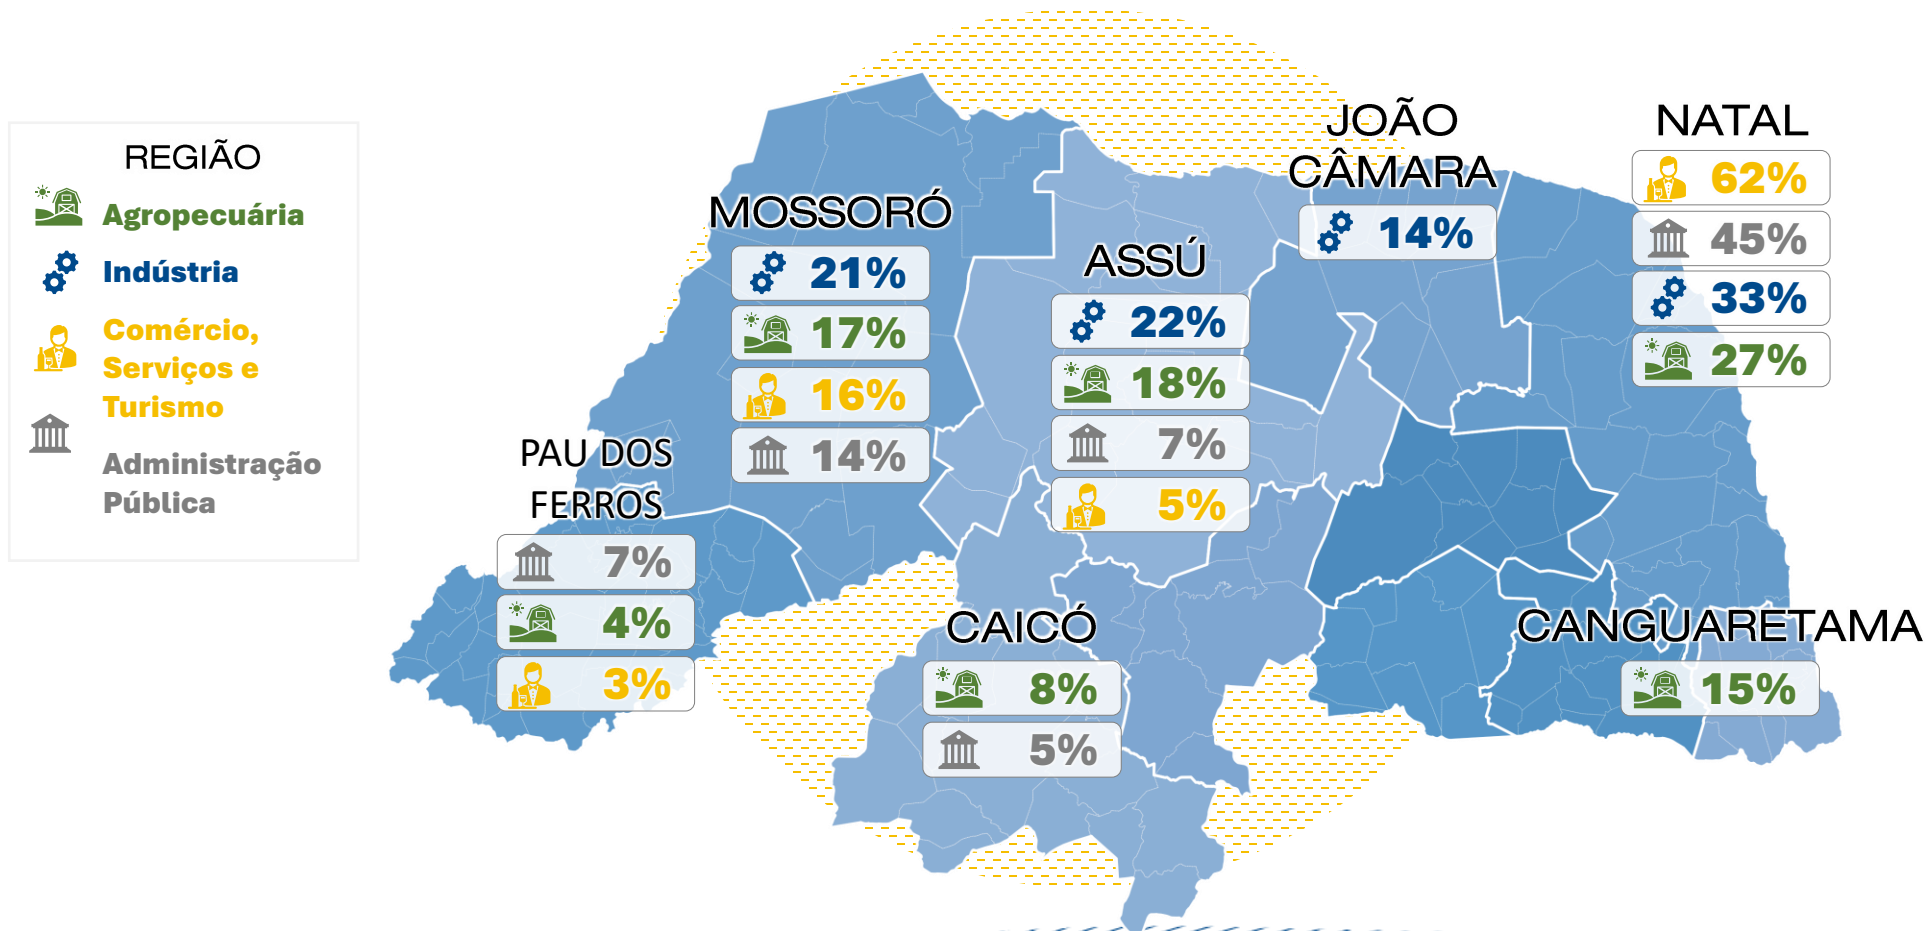 REGIÃO
Agropecuária
Indústria
Comércio,
Serviços e
Turismo
Administração
Pública
PAU DOS
FERROS
7%
4%
3%
MOSSORÓ
21%
17%
16%
14%
CAICÓ
8%
5%
ASSÚ
22%
18%
7%
5%
JOÃO
CÂMARA
14%
NATAL
62%
45%
33%
27%
CANGUARETAMA
15%